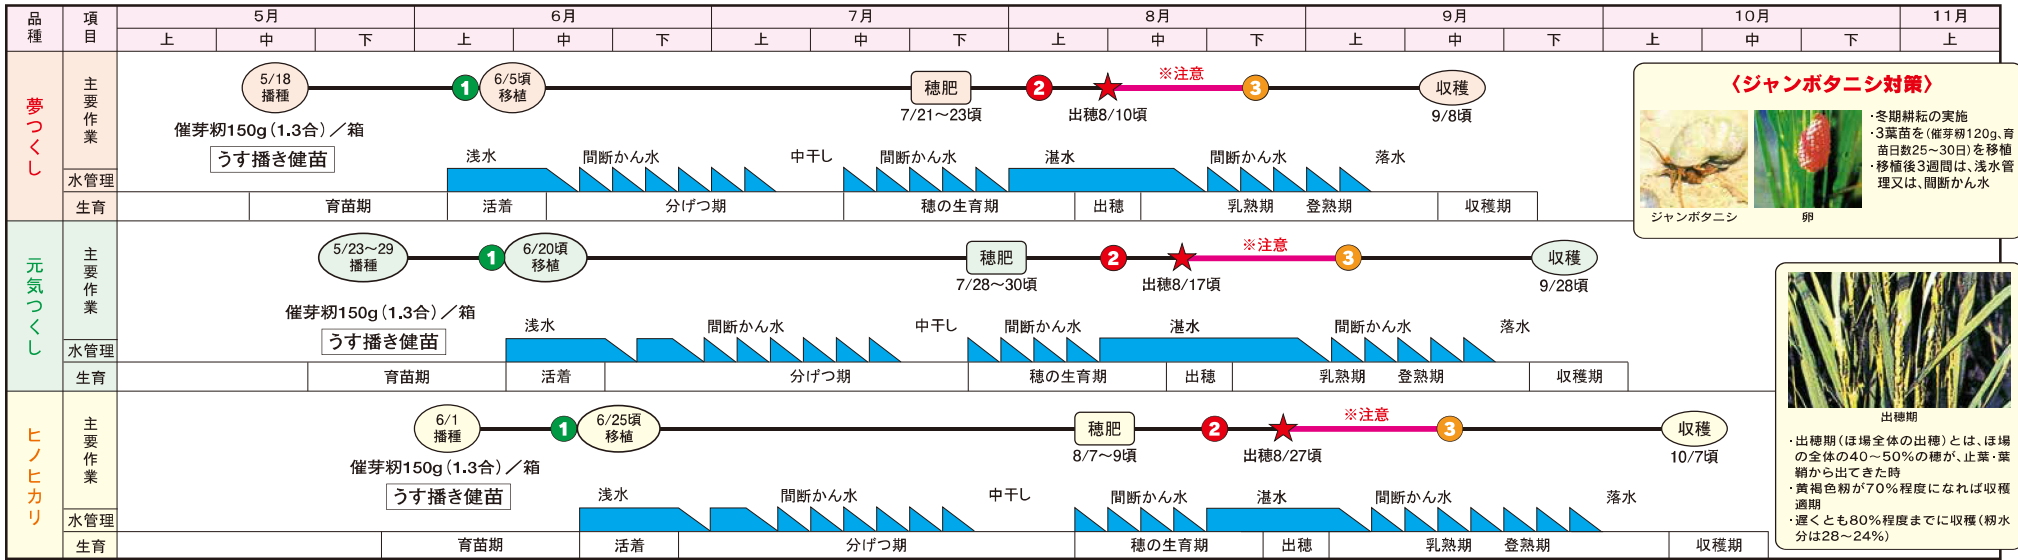 品種 項目 5月 6月 7月 8月 9月 10月 11月
上 中 下 上 中 下 上 中 下 上 中 下 上 中 下 上 中 下 上
夢つくし
主要作業
5/18
播種
1
6/5頃
移植
穂肥
7/21〜23頃
2
出穂8/10頃
※注意
3
収穫
9/8頃
催芽籾150g(1.3合)/箱
うす播き健苗
水管理
浅水 間断かん水 中干し 間断かん水 湛水 間断かん水 落水
生育 育苗期 活着 分げつ期 穂の生育期 出穂 乳熟期 登熟期 収穫期
元気つくし
主要作業
5/23〜29
播種
1
6/20頃
移植
穂肥
7/28〜30頃
2
出穂8/17頃
※注意
3
収穫
9/28頃
催芽籾150g(1.3合)/箱
うす播き健苗
水管理
浅水 間断かん水 中干し 間断かん水 湛水 間断かん水 落水
生育 育苗期 活着 分げつ期 穂の生育期 出穂 乳熟期 登熟期 収穫期
ヒノヒカリ
主要作業
6/1
播種
1
6/25頃
移植
穂肥
8/7〜9頃
2
出穂8/27頃
※注意
3
収穫
10/7頃
催芽籾150g(1.3合)/箱
うす播き健苗
水管理
浅水 間断かん水 中干し 間断かん水 湛水 間断かん水 落水
生育 育苗期 活着 分げつ期 穂の生育期 出穂 乳熟期 登熟期 収穫期
〈ジャンボタニシ対策〉
ジャンボタニシ
卵
・冬期耕耘の実施
・3葉苗を(催芽籾120g、育
苗日数25〜30日)を移植
・移植後3週間は、浅水管
理又は、間断かん水
出穂期
・出穂期(ほ場全体の出穂)とは、ほ場
の全体の40〜50%の穂が、止葉・葉
鞘から出てきた時
・黄褐色籾が70%程度になれば収穫
適期
・遅くとも80%程度までに収穫(籾水
分は28〜24%)